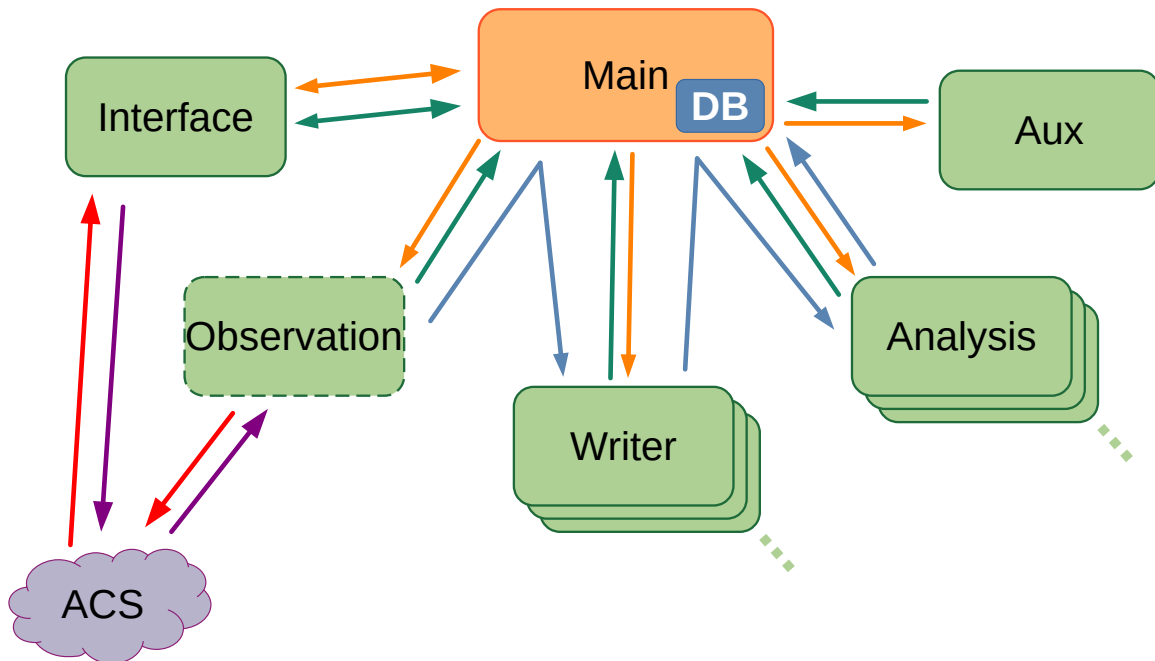 Main
DB
Interface
Aux
Observation
Analysis
Writer
ACS